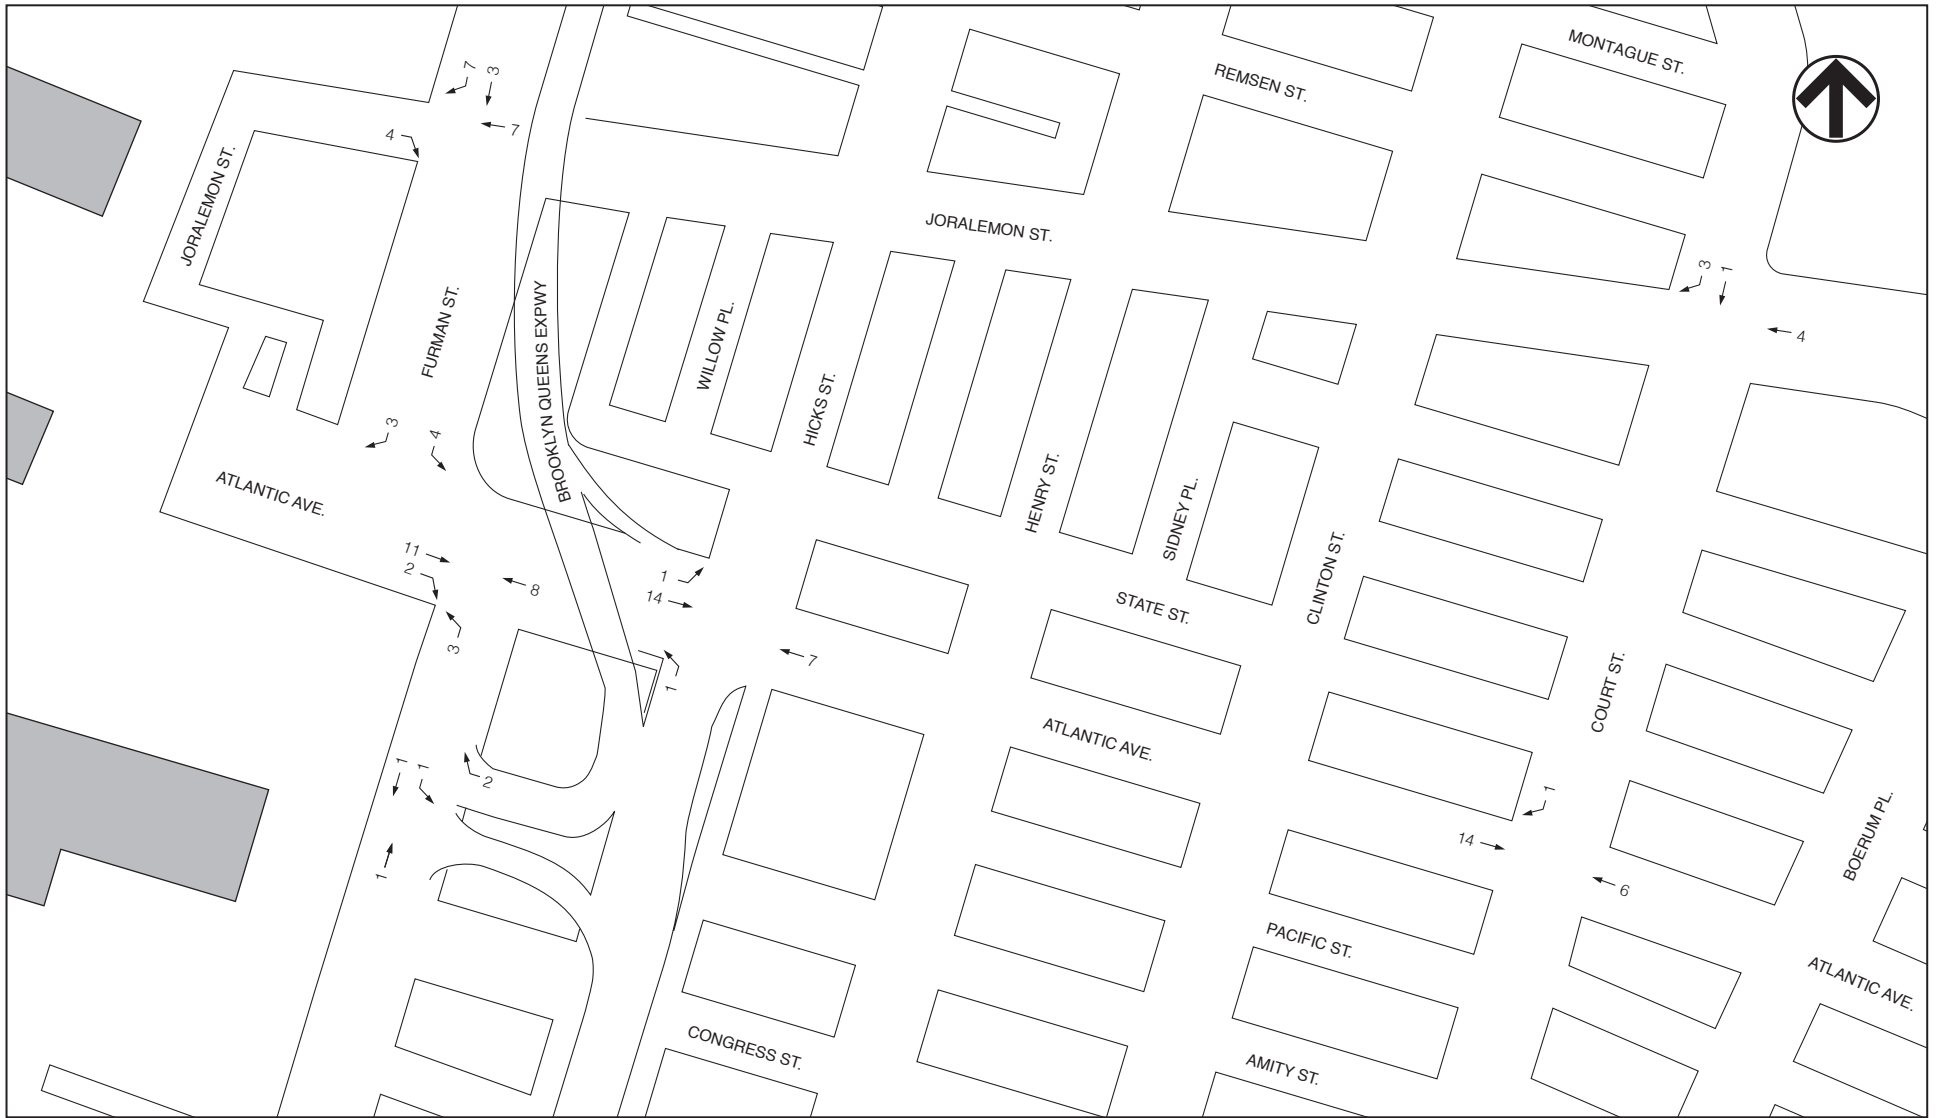 MONTAGUE ST.
REMSEN ST.
7
3
7
4
JORALEMON ST.
JORALEMON ST.
3
1
4
FURMAN ST.
BROOKLYN QUEENS EXPWY
WILLOW PL.
HICKS ST.
3
4
HENRY ST.
SIDNEY PL.
CLINTON ST.
ATLANTIC AVE.
11
2
8
1
14
STATE ST.
3
7
1
COURT ST.
ATLANTIC AVE.
1
1
2
1
14
1
6
BOERUM PL.
PACIFIC ST.
ATLANTIC AVE.
CONGRESS ST.
AMITY ST.